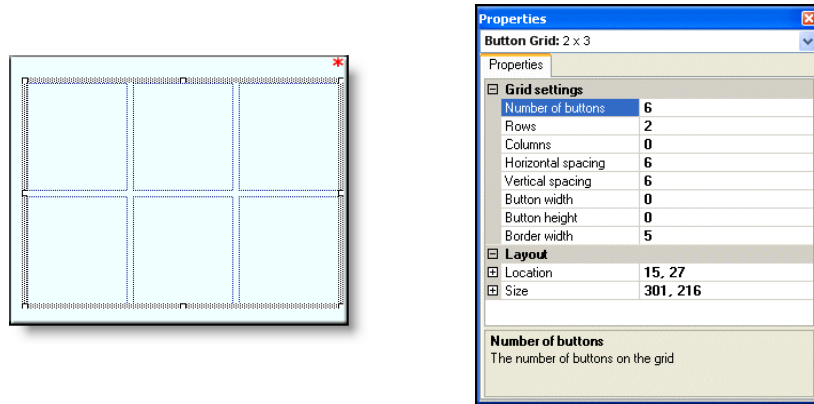 Properties
Button Grid: 2 x 3
Properties
Grid settings
Number of buttons 6
Rows 2
Columns 0
Horizontal spacing 6
Vertical spacing 6
Button width 0
Button height 0
Border width 5
Layout
Location 15, 27
Size 301, 216
Number of buttons
The number of buttons on the grid